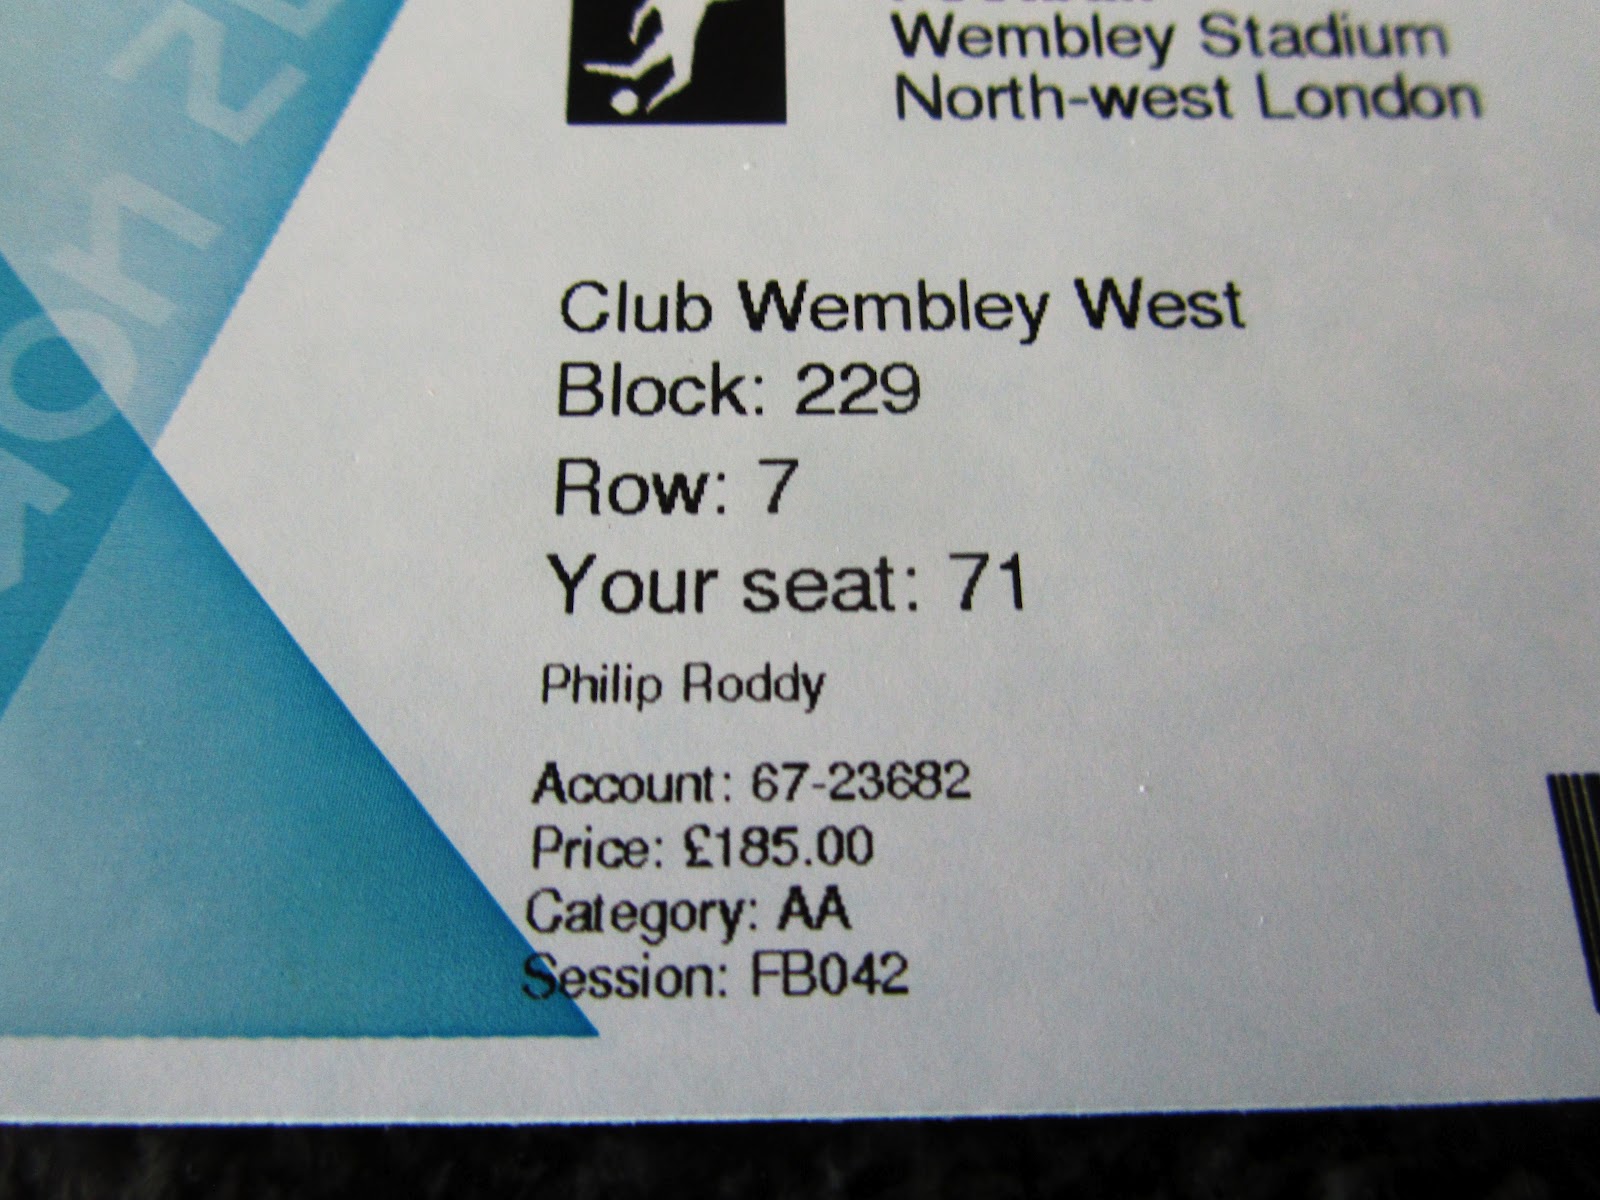 Wembley Stadium
North-west London
Club Wembley West
Block: 229
Row: 7
Your seat: 71
Philip Roddy
Account: 67-23682
Price: £185.00
Category: AA
Session: FB042